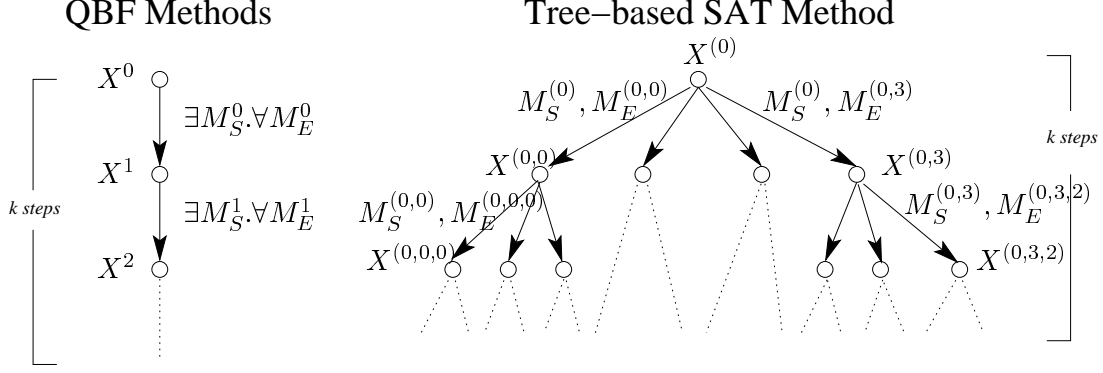 QBF Methods
Tree−based SAT Method
X^0
∃M_S^0.∀M_E^0
X^1
k steps
∃M_S^1.∀M_E^1
X^2
X^{(0)}
M_S^{(0)}, M_E^{(0,0)}
M_S^{(0)}, M_E^{(0,3)}
k steps
X^{(0,0)}
X^{(0,3)}
M_S^{(0,0)}, M_E^{(0,0,0)}
M_S^{(0,3)}, M_E^{(0,3,2)}
X^{(0,0,0)}
X^{(0,3,2)}